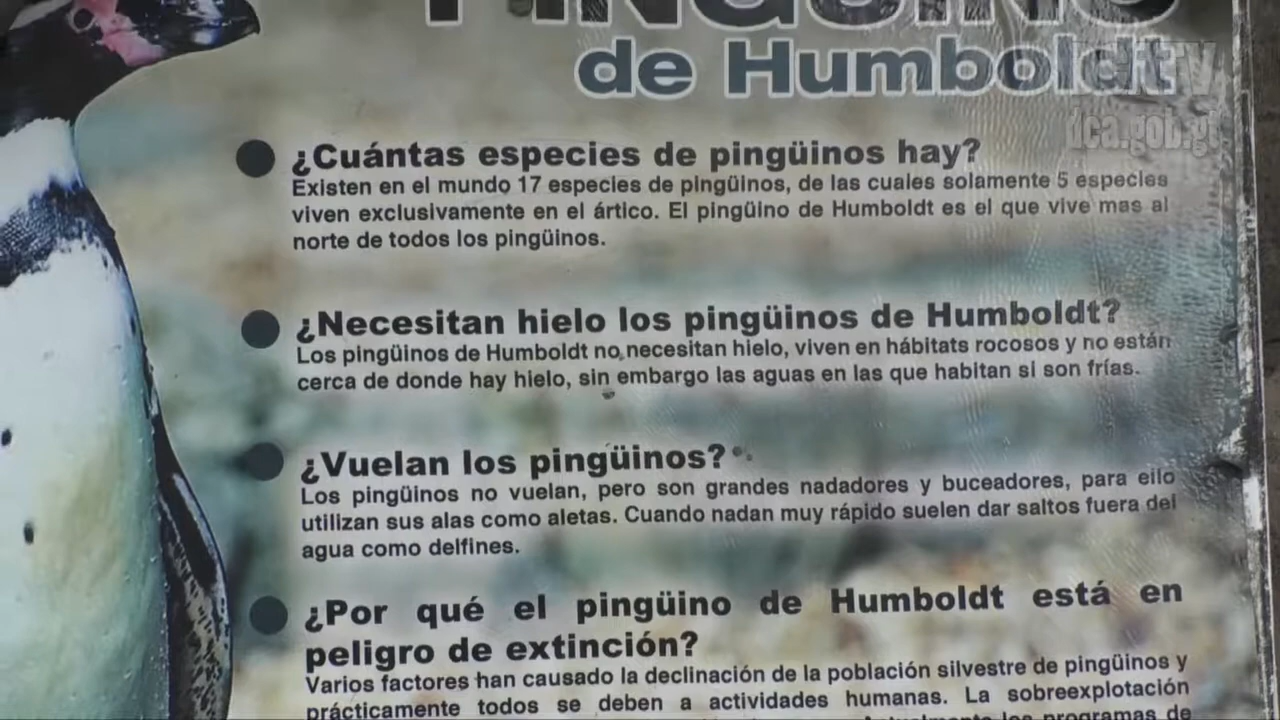 PINGÜINO
de Humboldt
citv
dca.gob.gt
¿Cuántas especies de pingüinos hay?
Existen en el mundo 17 especies de pingüinos, de las cuales solamente 5 especies
viven exclusivamente en el ártico. El pingüino de Humboldt es el que vive mas al
norte de todos los pingüinos.
¿Necesitan hielo los pingüinos de Humboldt?
Los pingüinos de Humboldt no necesitan hielo, viven en hábitats rocosos y no están
cerca de donde hay hielo, sin embargo las aguas en las que habitan si son frías.
¿Vuelan los pingüinos?
Los pingüinos no vuelan, pero son grandes nadadores y buceadores, para ello
utilizan sus alas como aletas. Cuando nadan muy rápido suelen dar saltos fuera del
agua como delfines.
¿Por qué el pingüino de Humboldt está en
peligro de extinción?
Varios factores han causado la declinación de la población silvestre de pingüinos y
prácticamente todos se deben a actividades humanas. La sobreexplotación
los programas de